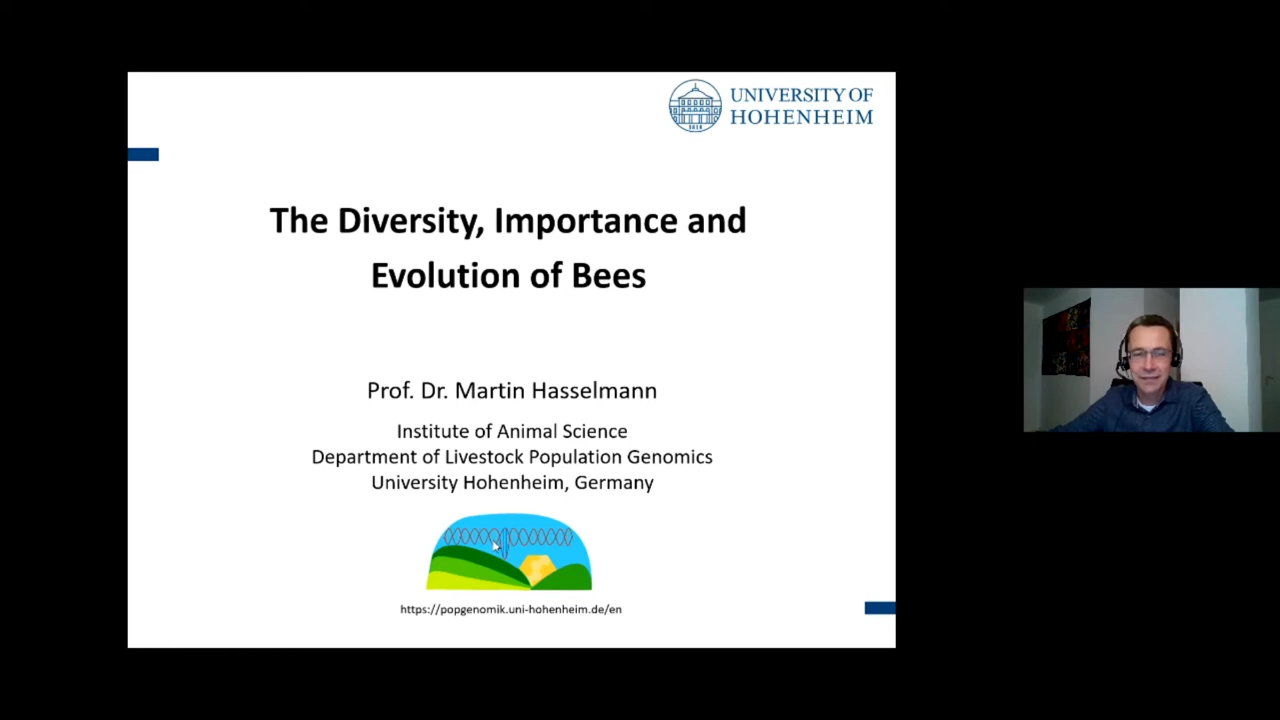 UNIVERSITY OF
HOHENHEIM
The Diversity, Importance and
Evolution of Bees
Prof. Dr. Martin Hasselmann
Institute of Animal Science
Department of Livestock Population Genomics
University Hohenheim, Germany
https://popgenomik.uni-hohenheim.de/en